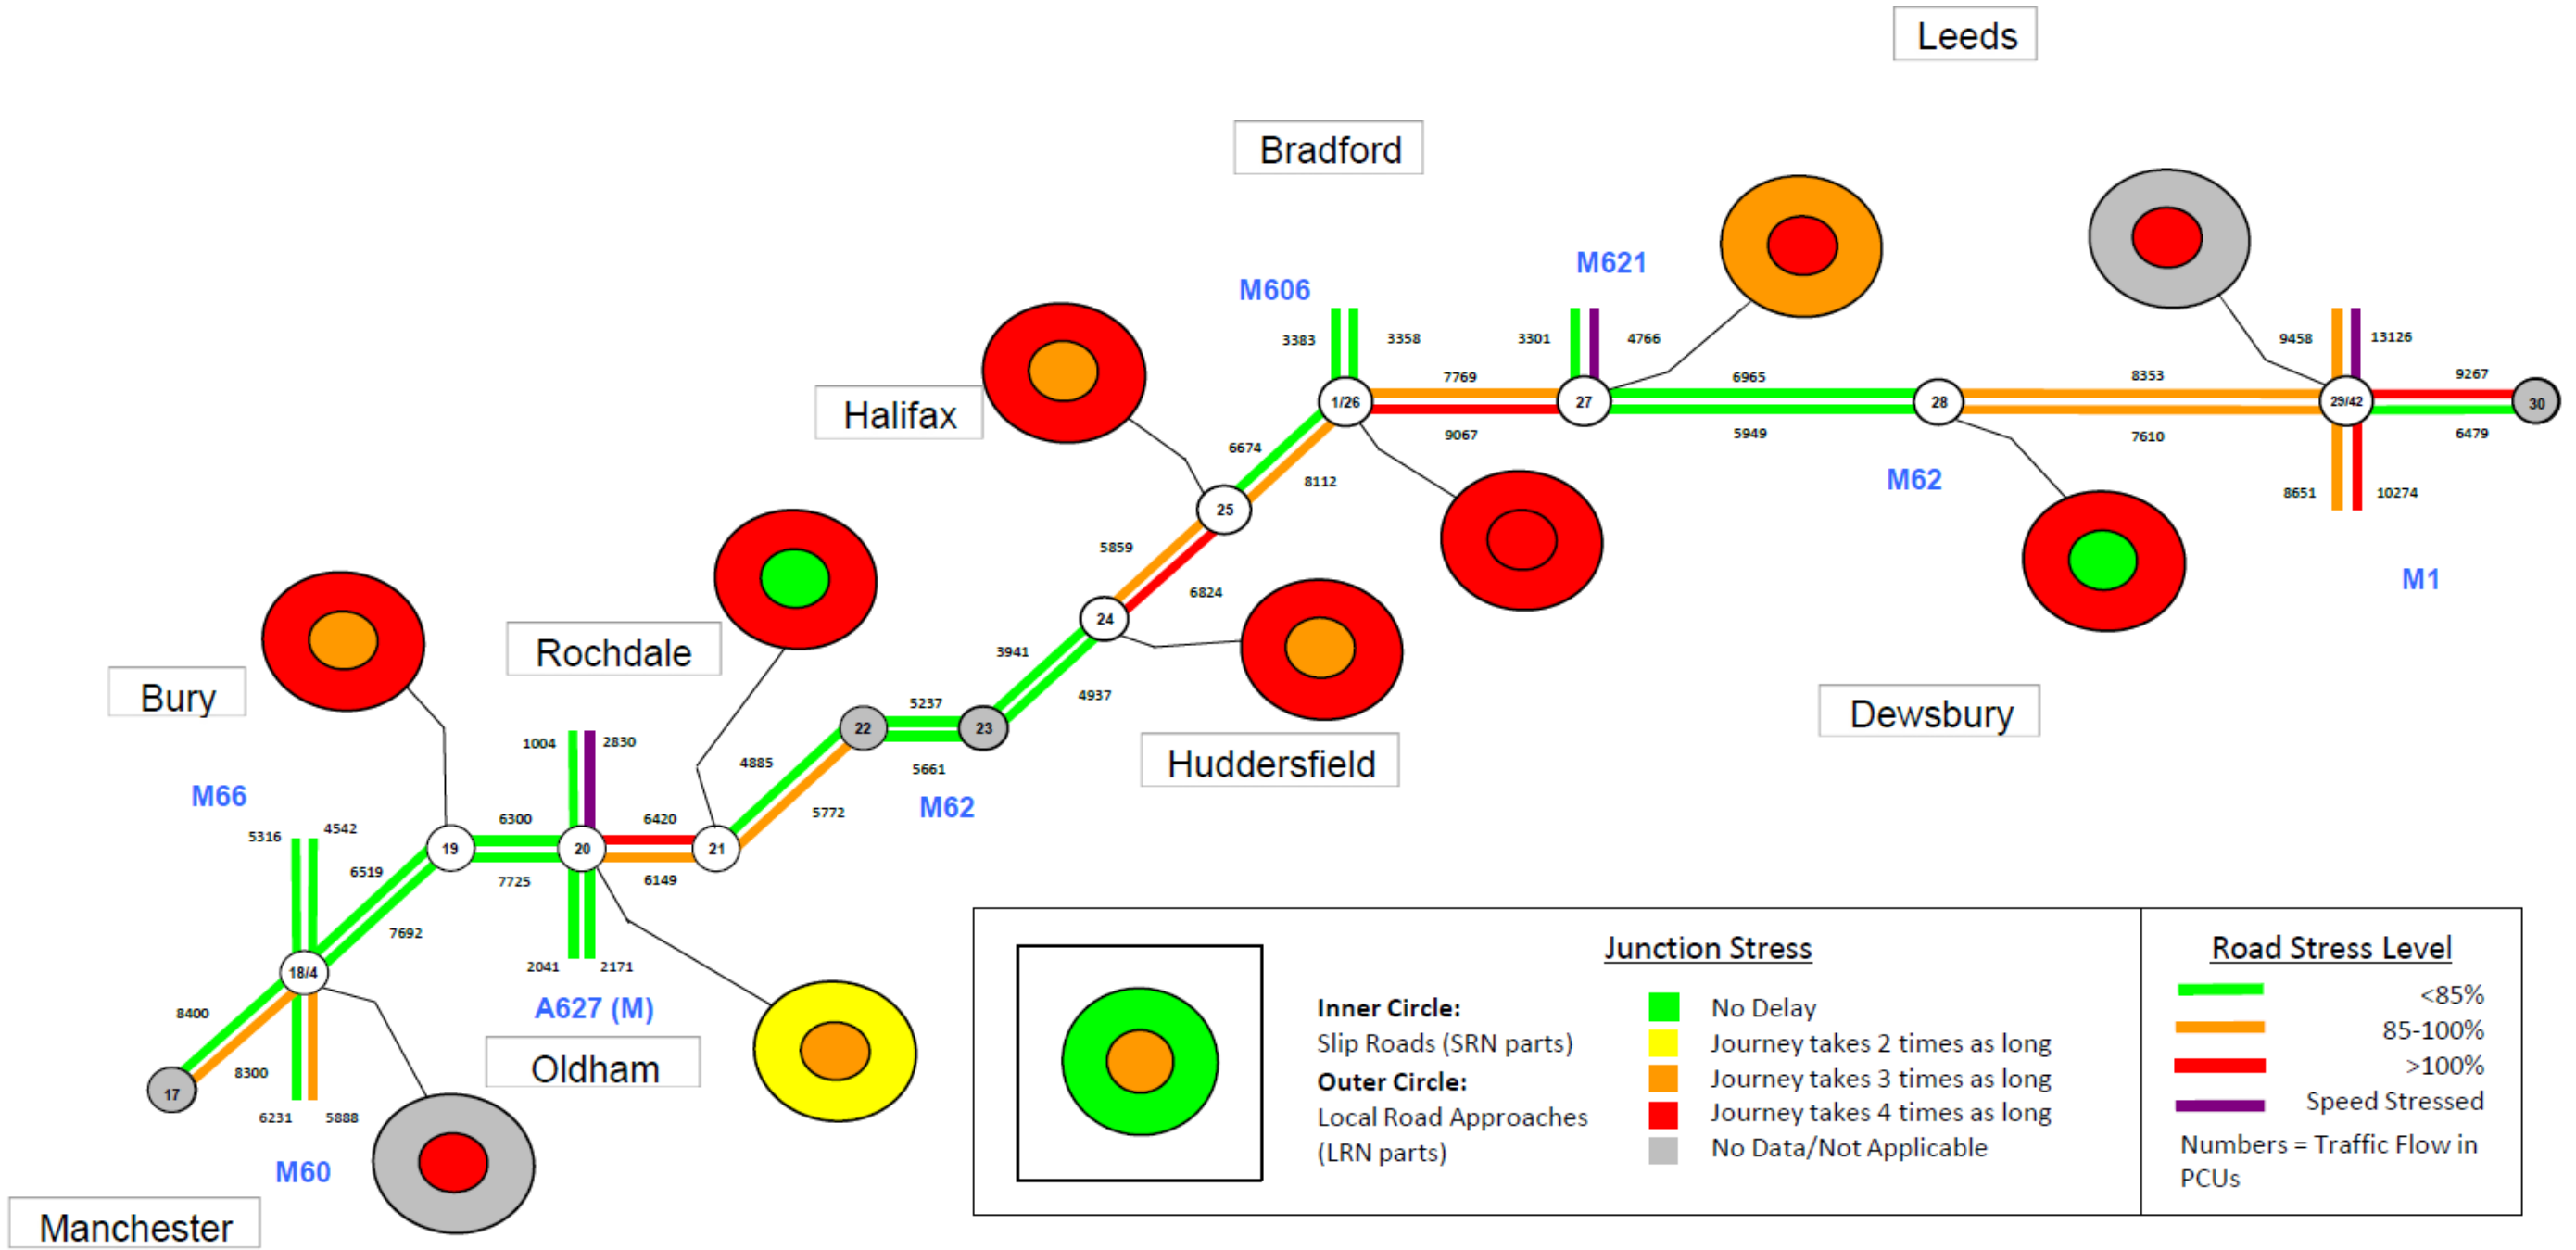 Leeds
Bradford
M621
M606
3383
3358
3301
4766
9458
13126
7769
6965
8353
9267
1/26
27
28
29/42
30
9067
5949
7610
6479
Halifax
6674
8112
M62
8651
10274
25
5859
6824
M1
24
Rochdale
3941
4937
Bury
Dewsbury
5237
22
23
5661
Huddersfield
1004
2830
4885
M62
5772
M66
5316
4542
6300
6420
19
20
21
6519
7725
6149
7692
2041
2171
18/4
A627 (M)
8400
Oldham
8300
17
6231
5888
M60
Manchester
Junction Stress
Inner Circle:
Slip Roads (SRN parts)
Outer Circle:
Local Road Approaches
(LRN parts)
No Delay
Journey takes 2 times as long
Journey takes 3 times as long
Journey takes 4 times as long
No Data/Not Applicable
Road Stress Level
<85%
85-100%
>100%
Speed Stressed
Numbers = Traffic Flow in
PCUs